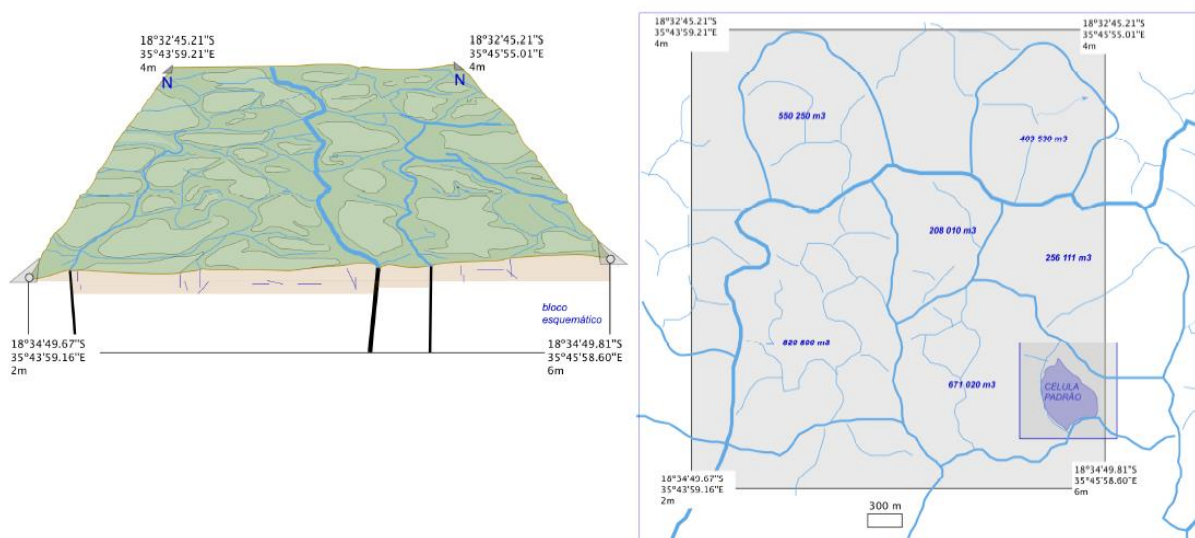 18°32'45.21"S
35°43'59.21"E
4m
N
18°32'45.21"S
35°45'55.01"E
4m
N
bloco
esquemático
18°34'49.67"S
35°43'59.16"E
2m
18°34'49.81"S
35°45'58.60"E
6m
18°32'45.21"S
35°43'59.21"E
4m
18°32'45.21"S
35°45'55.01"E
4m
550 250 m3
208 010 m3
256 111 m3
671 020 m3
CÉLULA
PADRÃO
18°34'49.67"S
35°43'59.16"E
2m
18°34'49.81"S
35°45'58.60"E
6m
300 m